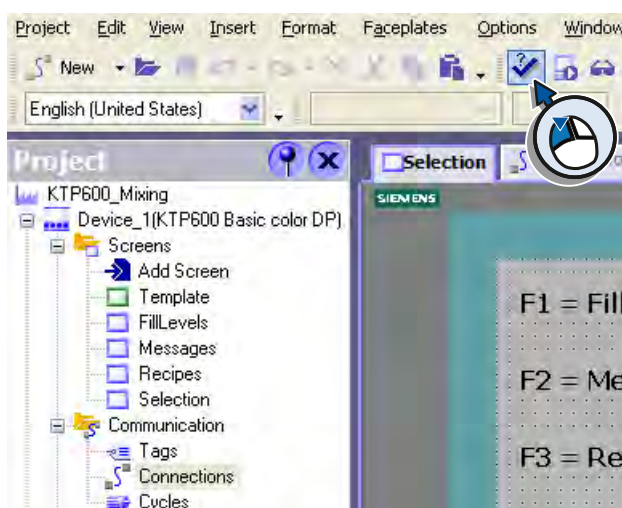 Project Edit View Insert Format Faceplates Options Window
New
English (United States)
Project
Selection
KTP600_Mixing
SIEMENS
Device_1(KTP600 Basic color DP)
Screens
Add Screen
Template
FillLevels
F1 = Fill
Messages
Recipes
F2 = Me
Selection
Communication
Tags
F3 = Re
Connections
Cycles